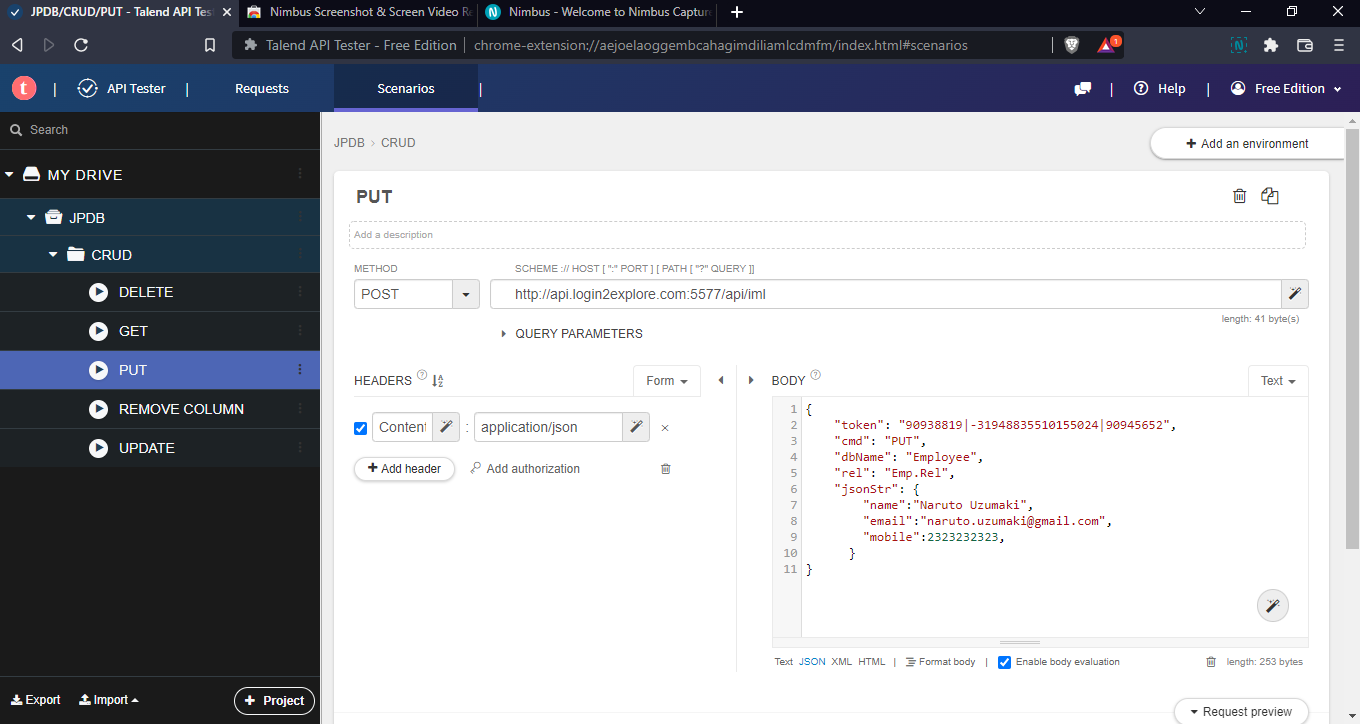 JPDB/CRUD/PUT - Talend API Tes
Nimbus Screenshot & Screen Video Re
Nimbus - Welcome to Nimbus Capture
Talend API Tester - Free Edition | chrome-extension://aejoelaoggembcahagimdiliamlcdmfm/index.html#scenarios
1
t | API Tester | Requests Scenarios | | Help | Free Edition
Search
MY DRIVE
JPDB
CRUD
DELETE
GET
PUT
REMOVE COLUMN
UPDATE
Export Import + Project
JPDB › CRUD
+ Add an environment
PUT
Add a description
METHOD SCHEME :// HOST [ ":" PORT ] [ PATH [ "?" QUERY ]]
POST http://api.login2explore.com:5577/api/iml
length: 41 byte(s)
QUERY PARAMETERS
HEADERS ? Form
Content : application/json ×
+ Add header Add authorization
BODY ? Text
1 {
2 "token": "90938819|-31948835510155024|90945652",
3 "cmd": "PUT",
4 "dbName": "Employee",
5 "rel": "Emp.Rel",
6 "jsonStr": {
7 "name":"Naruto Uzumaki",
8 "email":"naruto.uzumaki@gmail.com",
9 "mobile":2323232323,
10 }
11 }
Text JSON XML HTML | Format body | Enable body evaluation length: 253 bytes
Request preview